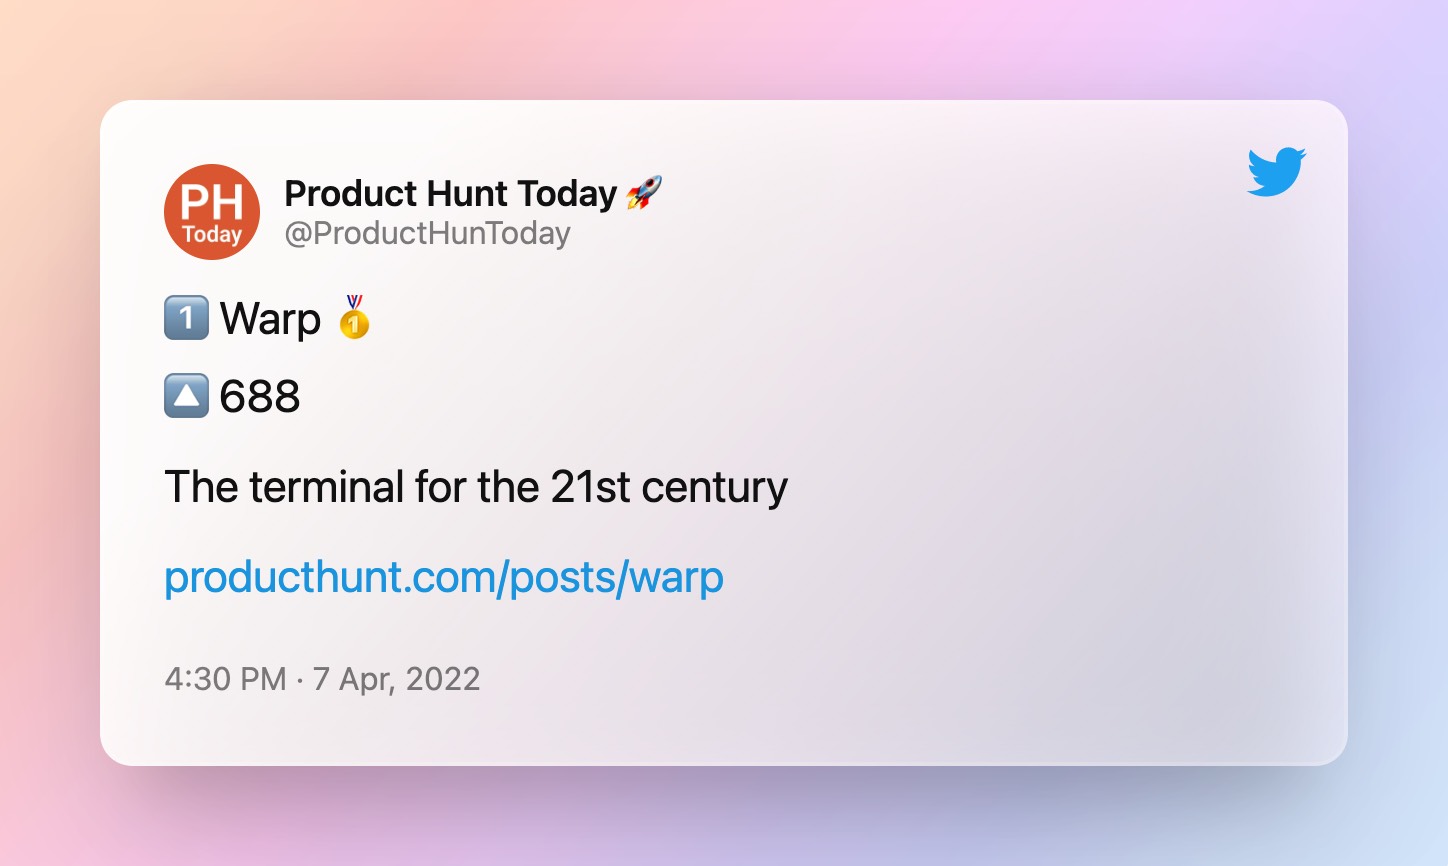 PH
Today
Product Hunt Today 🚀
@ProductHunToday
1️⃣ Warp 🥇
🔼 688
The terminal for the 21st century
producthunt.com/posts/warp
4:30 PM · 7 Apr, 2022